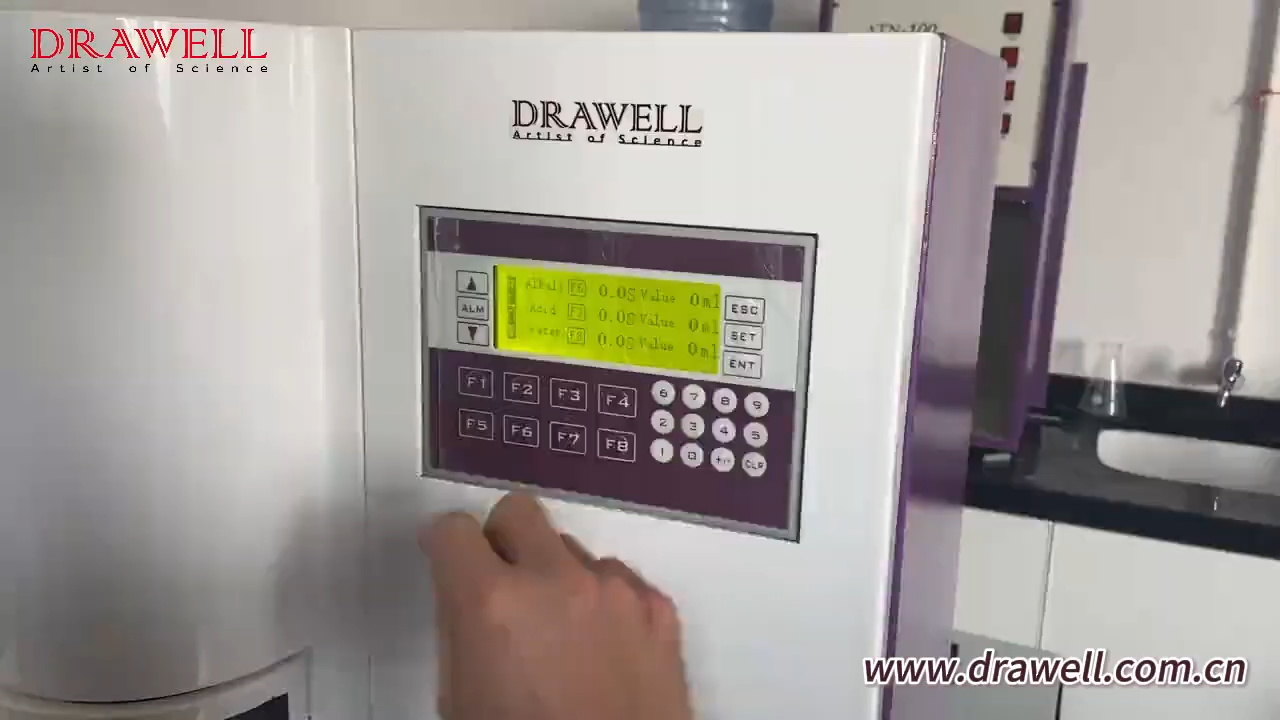 DRAWELL
Artist of Science
DRAWELL
Artist of Science
▲
ALM
▼
F6 0.0S Value 0ml
Acid F7 0.0S Value 0ml
F8 0.0S Value 0ml
ESC
SET
ENT
F1 F2 F3 F4
F5 F6 F7 F8
6 7 8 9
2 3 4 5
1 0 +/- CLR
www.drawell.com.cn